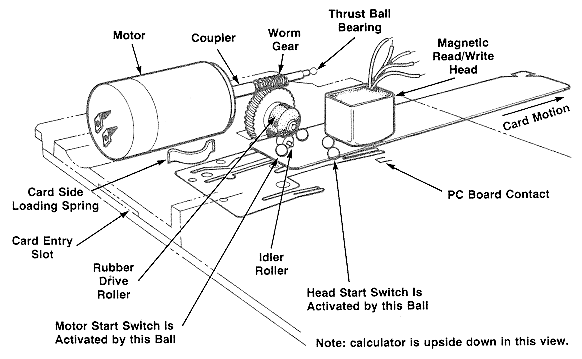 Thrust Ball
Bearing
Motor
Coupler
Worm
Gear
Magnetic
Read/Write
Head
Card Motion
PC Board Contact
Card Side
Loading Spring
Card Entry
Slot
Rubber
Drive
Roller
Idler
Roller
Head Start Switch Is
Activated by this Ball
Motor Start Switch Is
Activated by this Ball
Note: calculator is upside down in this view.